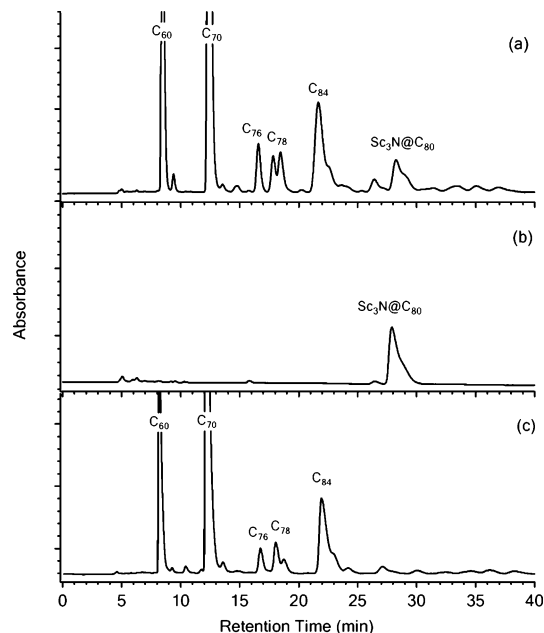 C60 C70 (a)
C84
C76 C78 Sc3N@C80
(b)
Absorbance
Sc3N@C80
C60 C70 (c)
C84
C76 C78
0 5 10 15 20 25 30 35 40
Retention Time (min)